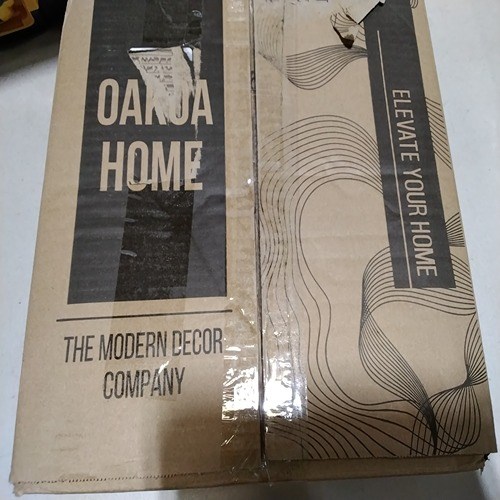 OAKOA
HOME
THE MODERN DECOR
COMPANY
ELEVATE YOUR HOME